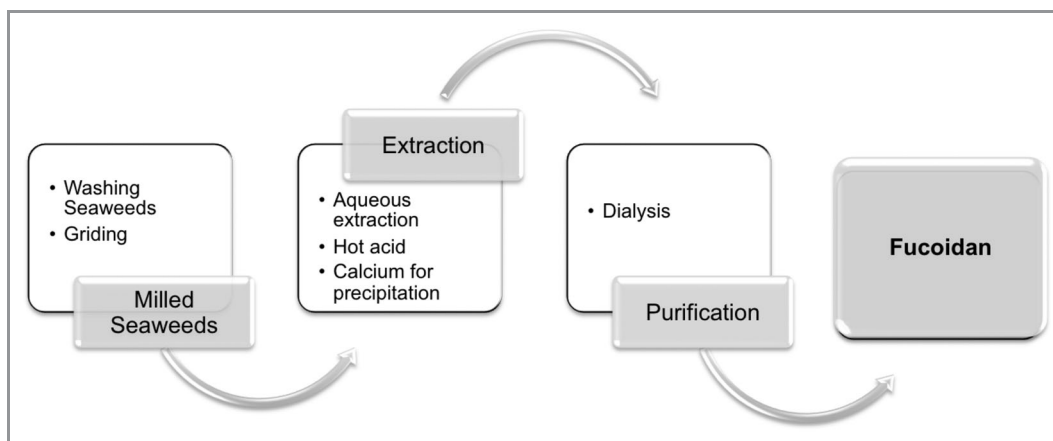 • Washing
Seaweeds
• Griding
Milled
Seaweeds
Extraction
• Aqueous
extraction
• Hot acid
• Calcium for
precipitation
• Dialysis
Purification
Fucoidan